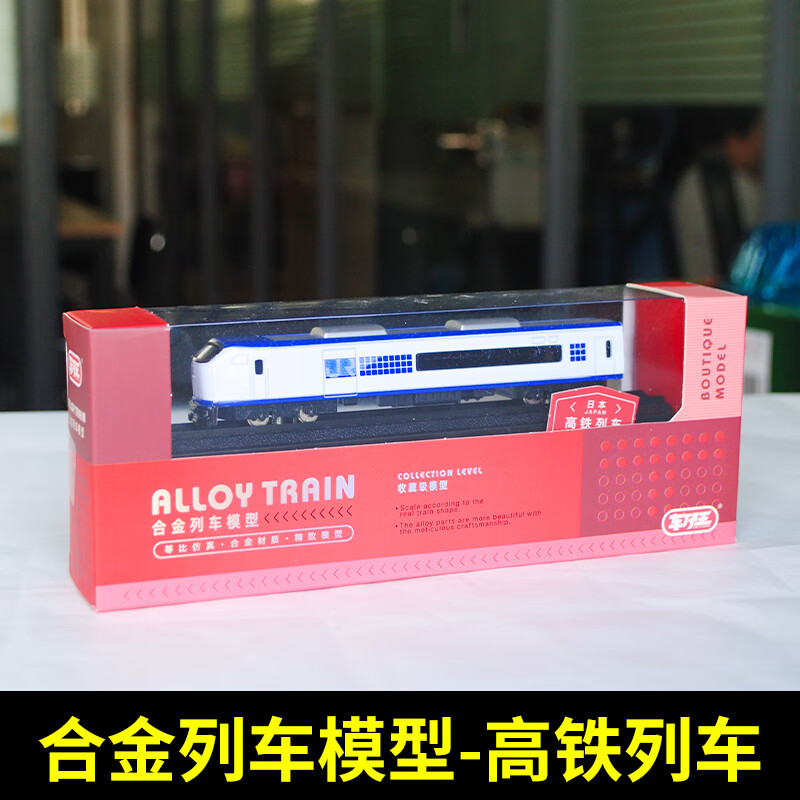 BOUTIQUE
MODEL
日本
JAPAN
高铁列车
ALLOY TRAIN
合金列车模型
等比仿真·合金材质·精致模型
COLLECTION LEVEL
收藏级模型
• Scale according to the
real train shape.
• The alloy parts are more beautiful with
the meticulous craftsmanship.
合金列车模型-高铁列车